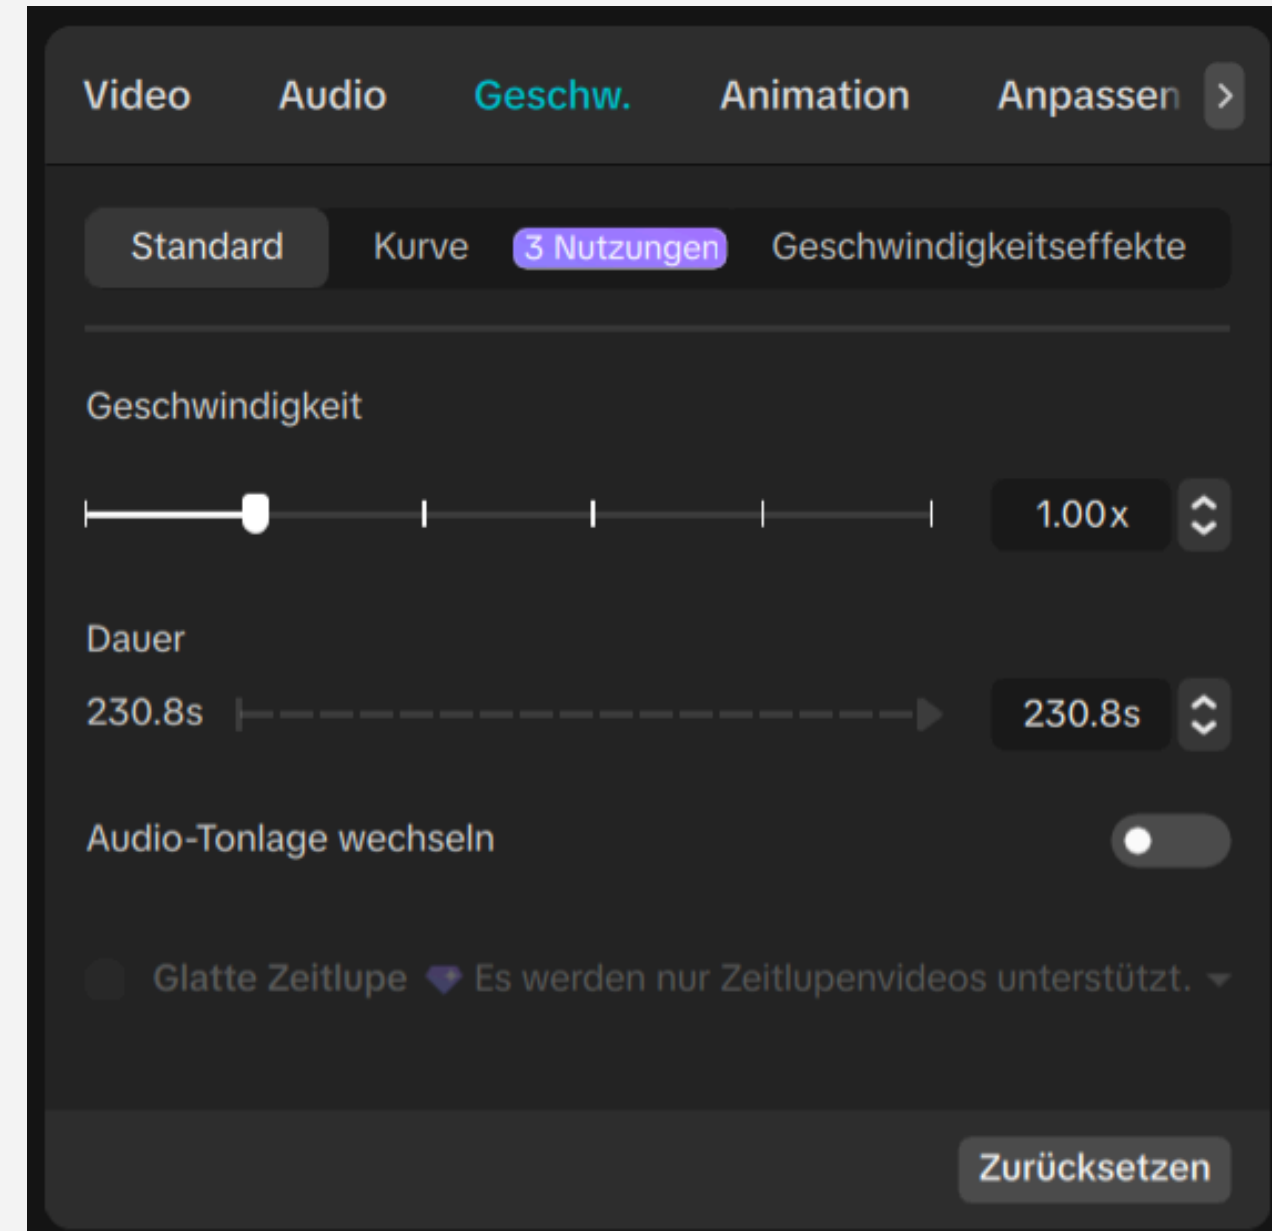 Video Audio Geschw. Animation Anpassen
Standard Kurve 3 Nutzungen Geschwindigkeitseffekte
Geschwindigkeit
1.00x
Dauer
230.8s 230.8s
Audio-Tonlage wechseln
Glatte Zeitlupe Es werden nur Zeitlupenvideos unterstützt.
Zurücksetzen